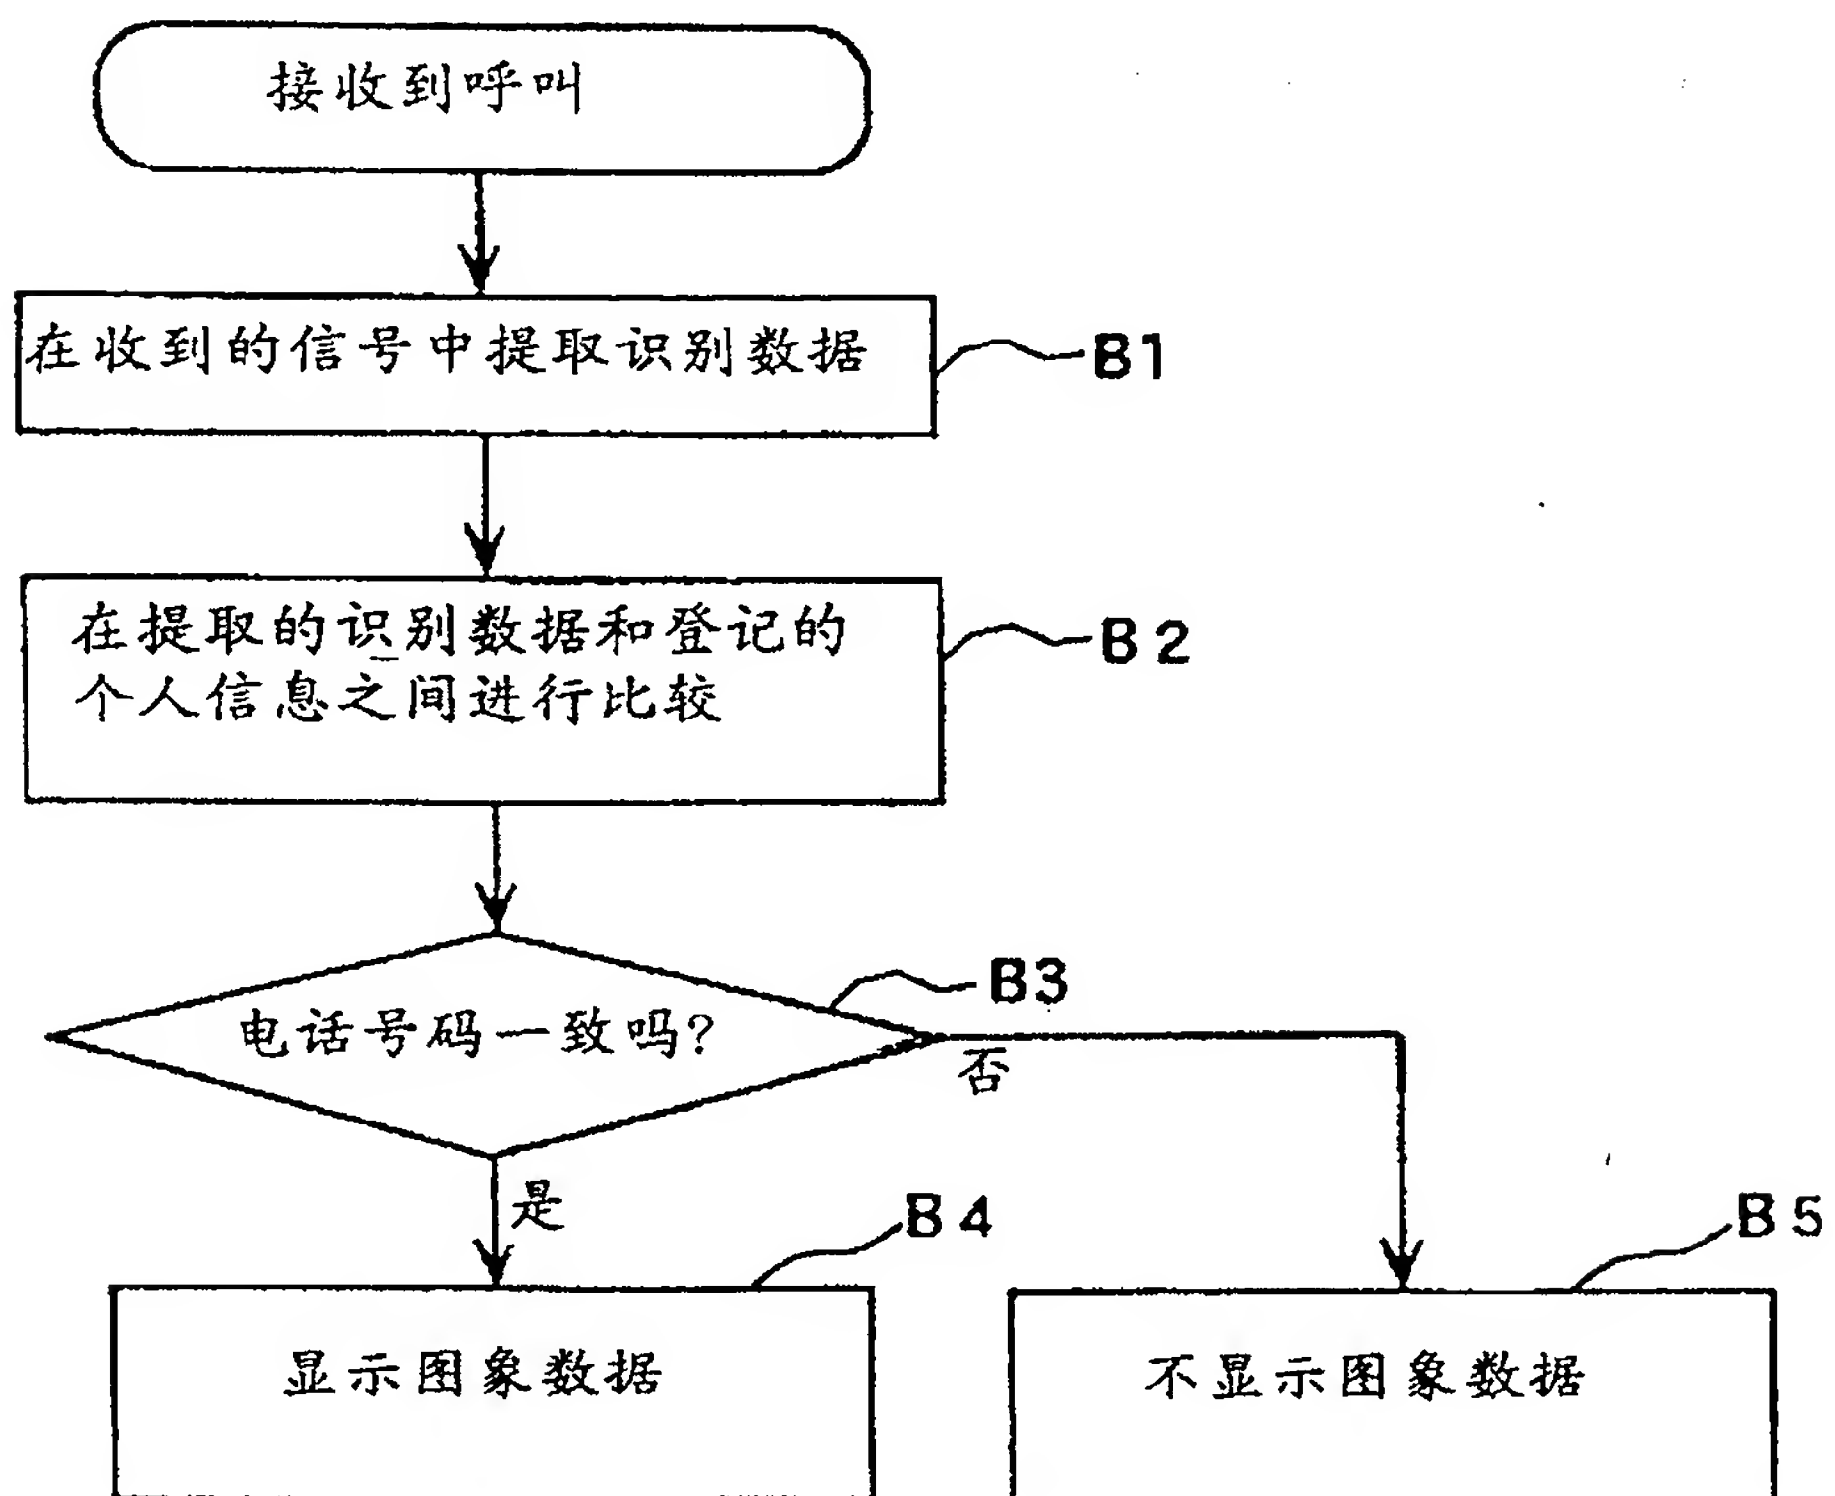 接收到呼叫
在收到的信号中提取识别数据
B1
在提取的识别数据和登记的
个人信息之间进行比较
B2
B3
电话号码一致吗?
否
是
B4
B5
显示图象数据
不显示图象数据